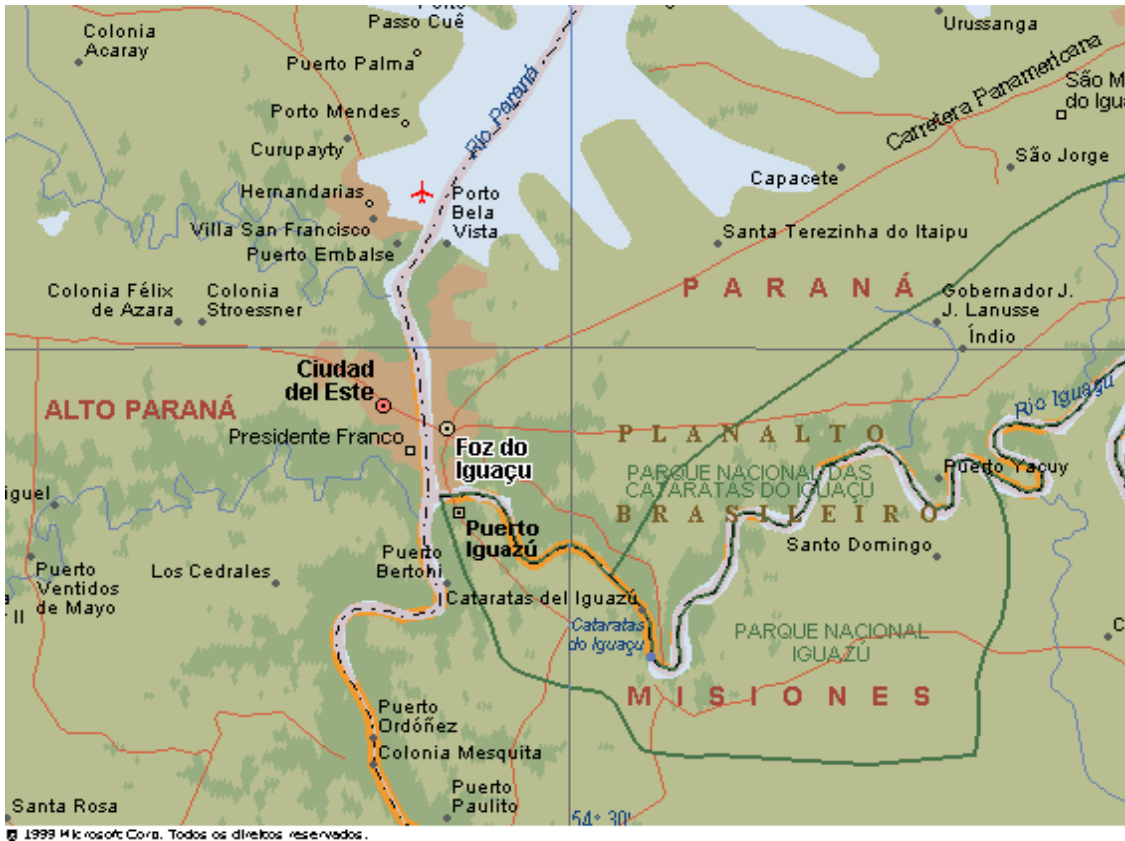 Colonia
Acaray
Porto
Passo Cuê
Puerto Palma
Porto Mendes
Curupayty
Hernandarias
Villa San Francisco
Puerto Embalse
Porto
Bela
Vista
Rio Paraná
Urussanga
Carretera Panamericana
São M
do Igua
São Jorge
Capacete
Santa Terezinha do Itaipu
Colonia Félix
de Azara
Colonia
Stroessner
PARANÁ
Gobernador J.
J. Lanusse
Índio
Ciudad
del Este
ALTO PARANÁ
Presidente Franco
Foz do
Iguaçu
Rio Iguaçu
PLANALTO
PARQUE NACIONAL DAS
CATARATAS DO IGUAÇU
BRASILEIRO
Puerto Yacuy
iguel
Puerto
Iguazú
Santo Domingo
Puerto
Bertoni
Puerto
Ventidos
de Mayo
a
II
Los Cedrales
Cataratas del Iguazú
Cataratas
do Iguaçu
PARQUE NACIONAL
IGUAZÚ
C
MISIONES
Puerto
Ordóñez
Colonia Mesquita
Puerto
Paulito
Santa Rosa
54° 30'
© 1999 Microsoft Corp. Todos os direitos reservados.